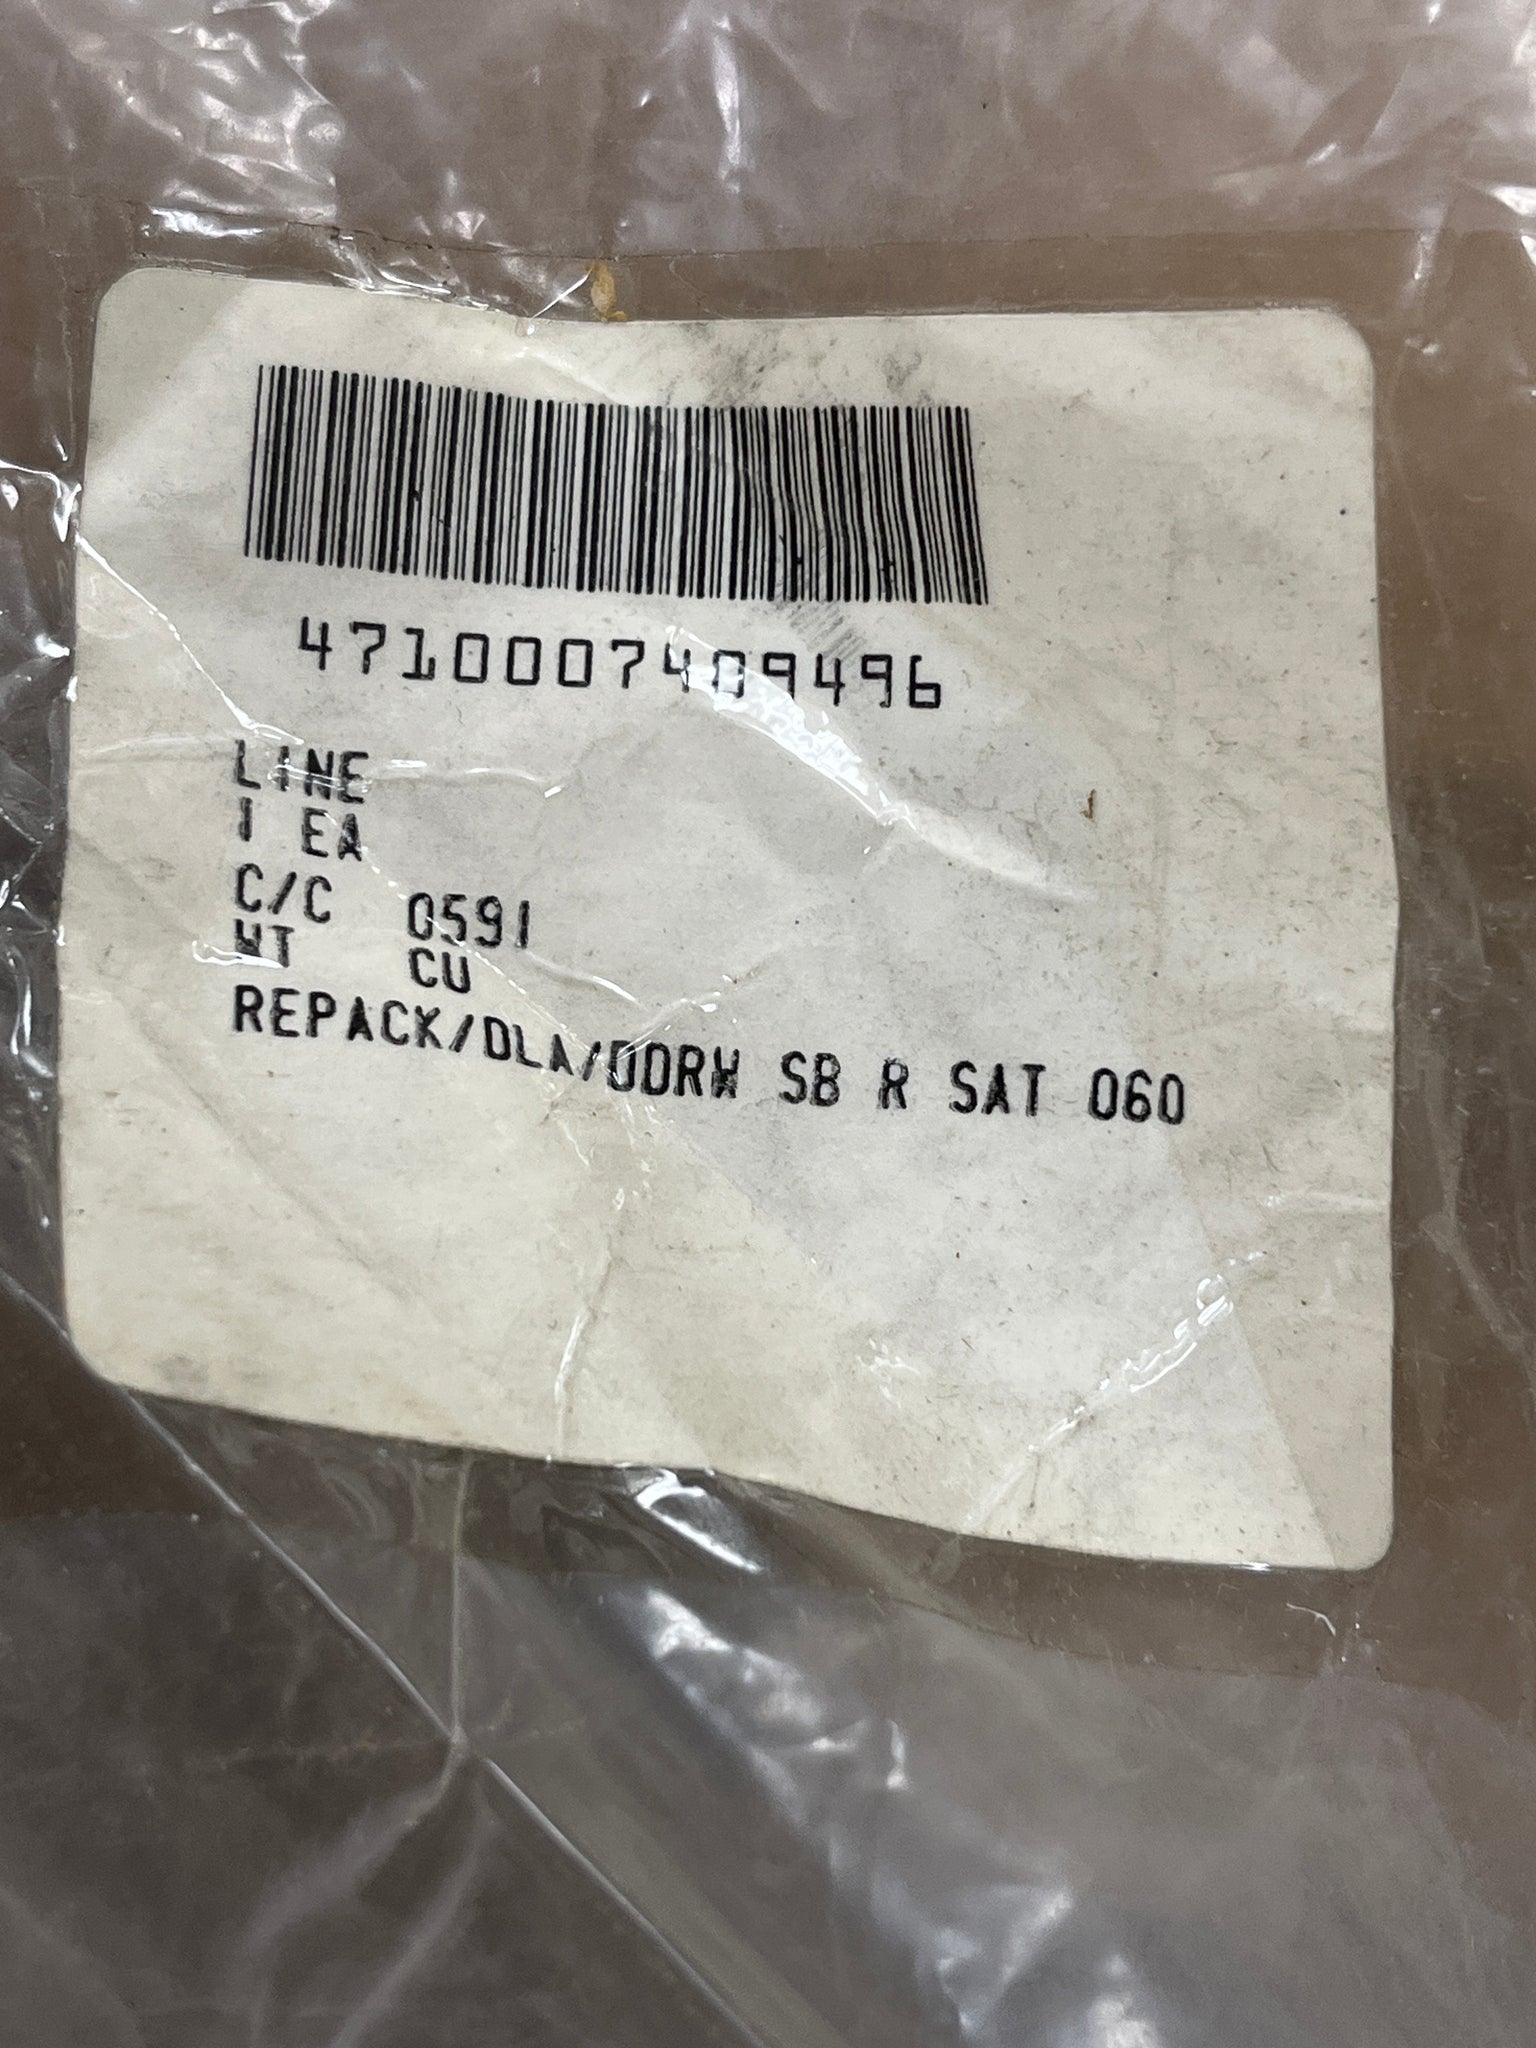 4710007409496
LINE
1 EA
C/C 0591
WT CU
REPACK/DLA/DDRW SB R SAT 060